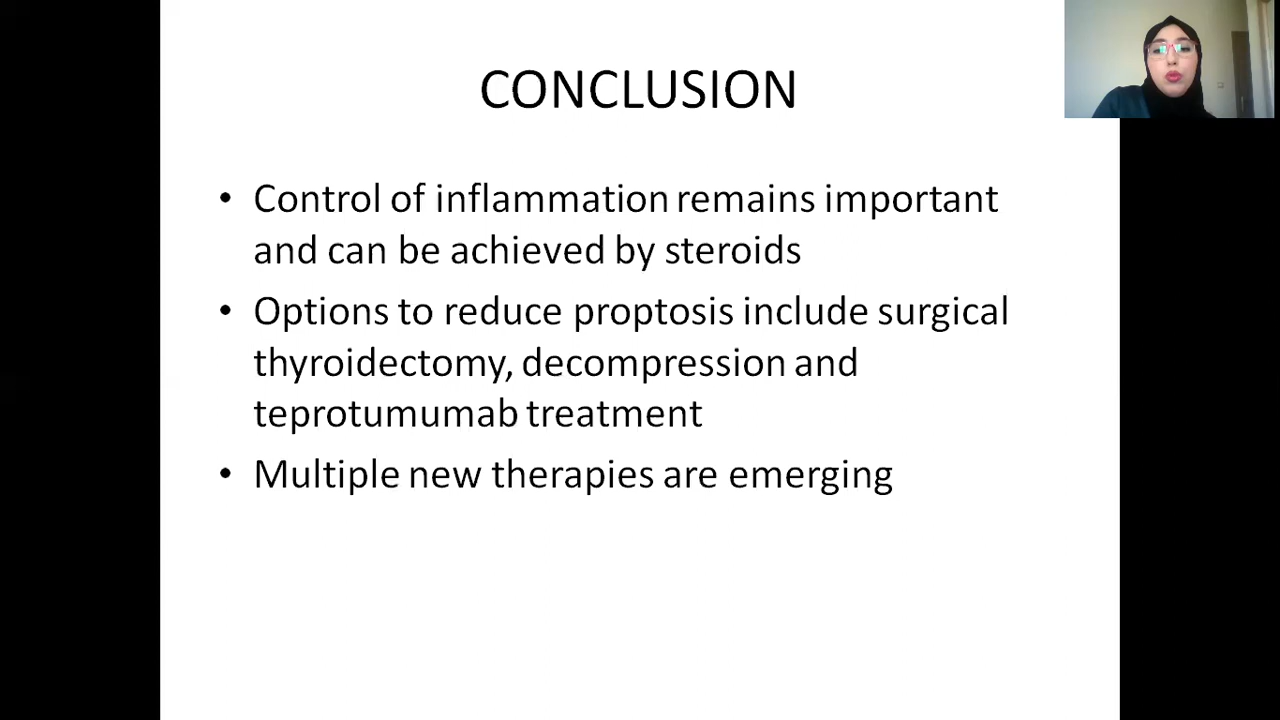 CONCLUSION
• Control of inflammation remains important
and can be achieved by steroids
• Options to reduce proptosis include surgical
thyroidectomy, decompression and
teprotumumab treatment
• Multiple new therapies are emerging